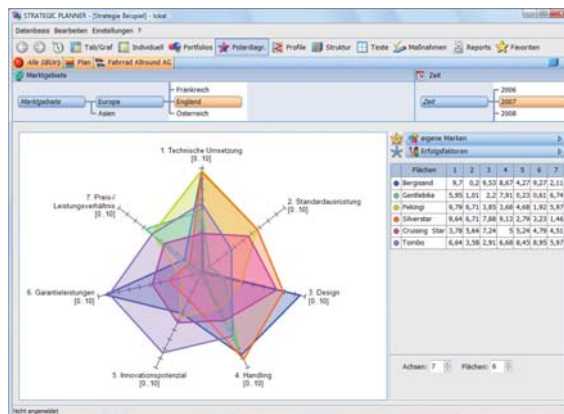 STRATEGIC PLANNER - [Strategie Beispiel] - lokal
Datenbasis Bearbeiten Einstellungen ?
Tab/Graf Individuell Portfolios Polardiagr. Profile Struktur Texte Maßnahmen Reports Favoriten
Alle SGE(s) Plan Fahrrad Allround AG
Marktgebiete Zeit
Frankreich 2006
Marktgebiete Europa England Zeit 2007
Asien Österreich 2008
eigene Marken
Erfolgsfaktoren
Flächen 1 2 3 4 5 6 7
Bergsand 9,7 0,2 9,53 8,67 4,27 9,27 2,11
Gentlebike 5,95 1,01 2,2 7,91 0,23 0,61 6,74
Pekingi 9,79 6,71 3,85 3,68 4,68 1,92 5,97
Silverstar 9,64 6,71 7,88 9,13 2,79 3,23 1,46
Cruising Star 3,78 5,64 7,24 5 5,24 4,79 4,51
Tombo 6,64 3,58 2,91 6,68 8,45 8,95 5,97
1. Technische Umsetzung
[0..10]
2. Standardausrüstung
[0..10]
3. Design
[0..10]
4. Handling
[0..10]
5. Innovationspotenzial
[0..10]
6. Garantieleistungen
[0..10]
7. Preis-/
Leistungsverhältnis
[0..10]
Achsen: 7 Flächen: 6
Nicht angemeldet